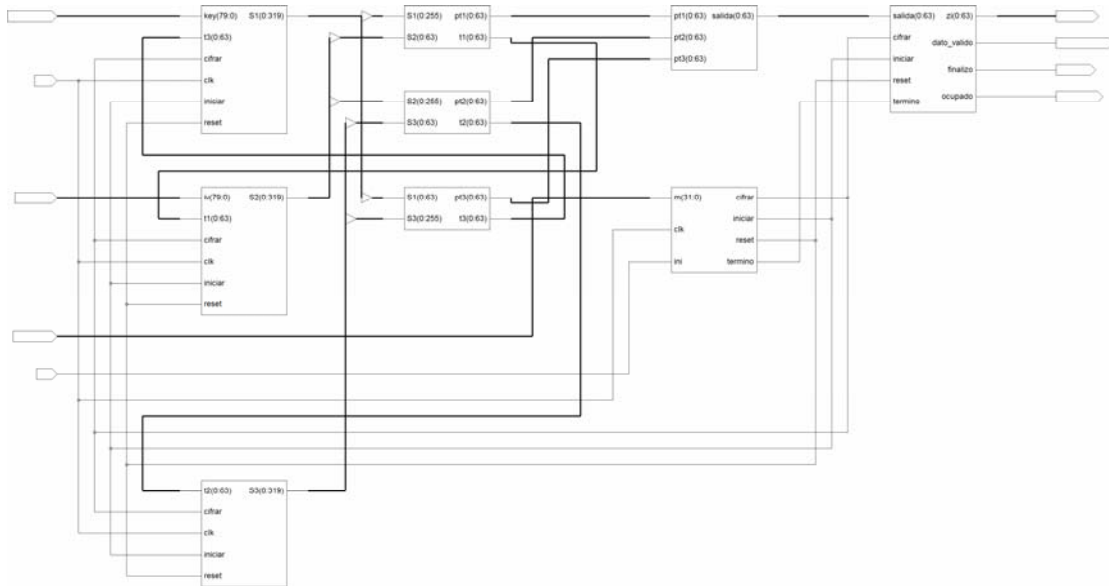 key(79:0) S1(0:319)
t3(0:63)
cifrar
clk
iniciar
reset
S1(0:255) pt1(0:63)
S2(0:63) t1(0:63)
pt1(0:63) salida(0:63)
pt2(0:63)
pt3(0:63)
salida(0:63) zi(0:63)
cifrar dato_valido
iniciar finalizo
reset ocupado
termino
S2(0:255) pt2(0:63)
S3(0:63) t2(0:63)
iv(79:0) S2(0:319)
t1(0:63)
cifrar
clk
iniciar
reset
S1(0:63) pt3(0:63)
S3(0:255) t3(0:63)
m(31:0) cifrar
iniciar
clk
reset
ini termino
t2(0:63) S3(0:319)
cifrar
clk
iniciar
reset